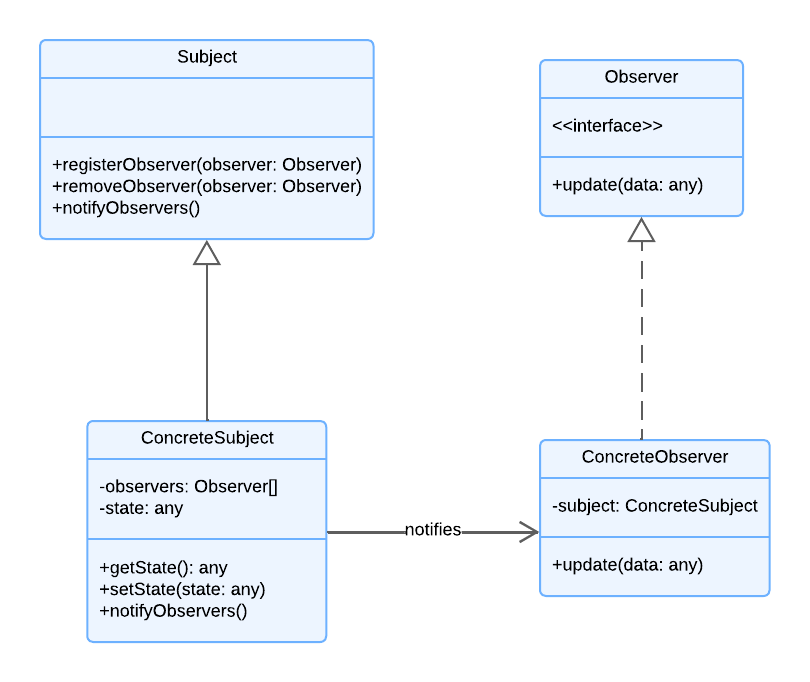 Subject
+registerObserver(observer: Observer)
+removeObserver(observer: Observer)
+notifyObservers()
Observer
<<interface>>
+update(data: any)
ConcreteSubject
-observers: Observer[]
-state: any
+getState(): any
+setState(state: any)
+notifyObservers()
notifies
ConcreteObserver
-subject: ConcreteSubject
+update(data: any)